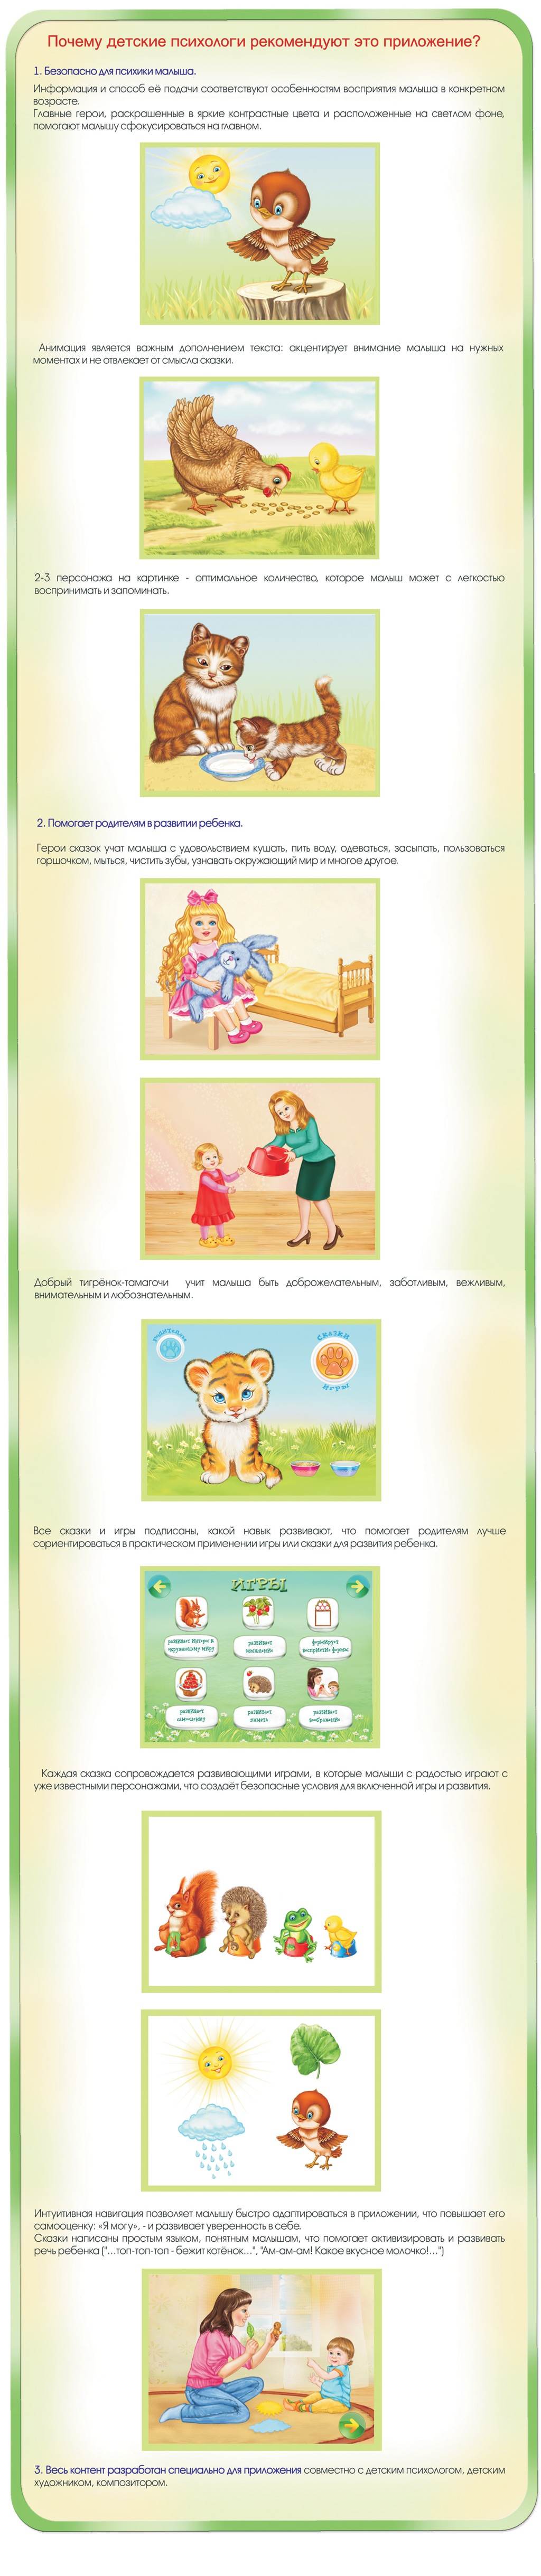 Почему детские психологи рекомендуют это приложение?
1. Безопасно для психики малыша.
Информация и способ её подачи соответствуют особенностям восприятия малыша в конкретном
возрасте.
Главные герои, раскрашенные в яркие контрастные цвета и расположенные на светлом фоне,
помогают малышу сфокусироваться на главном.
Анимация является важным дополнением текста: акцентирует внимание малыша на нужных
моментах и не отвлекает от смысла сказки.
2-3 персонажа на картинке - оптимальное количество, которое малыш может с легкостью
воспринимать и запоминать.
2. Помогает родителям в развитии ребенка.
Герои сказок учат малыша с удовольствием кушать, пить воду, одеваться, засыпать, пользоваться
горшочком, мыться, чистить зубы, узнавать окружающий мир и многое другое.
Добрый тигрёнок-тамагочи учит малыша быть доброжелательным, заботливым, вежливым,
внимательным и любознательным.
Сказки
Игры
Все сказки и игры подписаны, какой навык развивают, что помогает родителям лучше
сориентироваться в практическом применении игры или сказки для развития ребенка.
ИГРЫ
развивает интерес к
окружающему миру
развивает
мышление
формирует
восприятие формы
развивает
самооценку
развивает
память
развивает
воображение
Каждая сказка сопровождается развивающими играми, в которые малыши с радостью играют с
уже известными персонажами, что создаёт безопасные условия для включенной игры и развития.
Интуитивная навигация позволяет малышу быстро адаптироваться в приложении, что повышает его
самооценку: «Я могу», - и развивает уверенность в себе.
Сказки написаны простым языком, понятным малышам, что помогает активизировать и развивать
речь ребенка ("...топ-топ-топ - бежит котёнок...", "Ам-ам-ам! Какое вкусное молочко!...")
3. Весь контент разработан специально для приложения совместно с детским психологом, детским
художником, композитором.